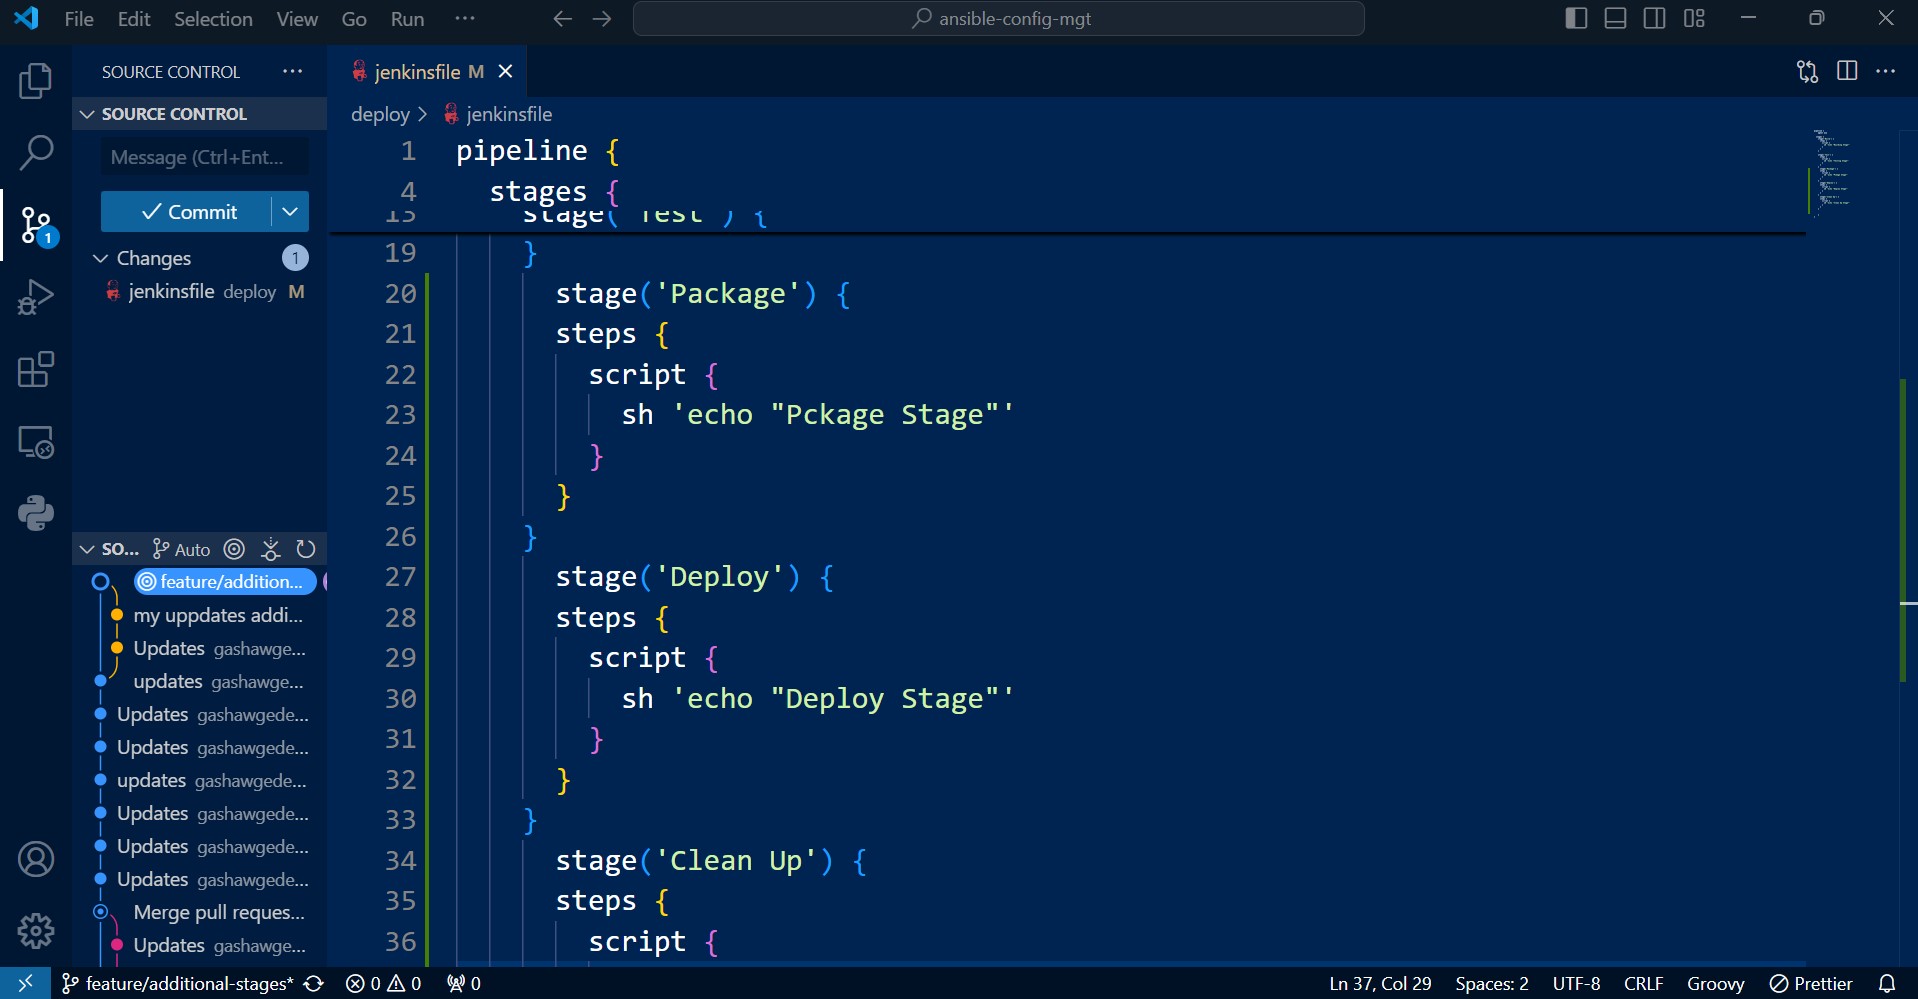 File Edit Selection View Go Run ··· ← → ansible-config-mgt
SOURCE CONTROL ···
jenkinsfile M ×
SOURCE CONTROL
deploy > jenkinsfile
Message (Ctrl+Ent...
Commit
Changes 1
jenkinsfile deploy M
1
1 pipeline {
4 stages {
13 stage('Test') {
19 }
20 stage('Package') {
21 steps {
22 script {
23 sh 'echo "Pckage Stage"'
24 }
25 }
26 }
27 stage('Deploy') {
28 steps {
29 script {
30 sh 'echo "Deploy Stage"'
31 }
32 }
33 }
34 stage('Clean Up') {
35 steps {
36 script {
SO... Auto
feature/addition...
my uppdates addi...
Updates gashawge...
updates gashawge...
Updates gashawgede...
Updates gashawgede...
updates gashawgede...
Updates gashawgede...
Updates gashawgede...
Updates gashawgede...
Merge pull reques...
Updates gashawge...
feature/additional-stages* 0 0 0 Ln 37, Col 29 Spaces: 2 UTF-8 CRLF Groovy Prettier